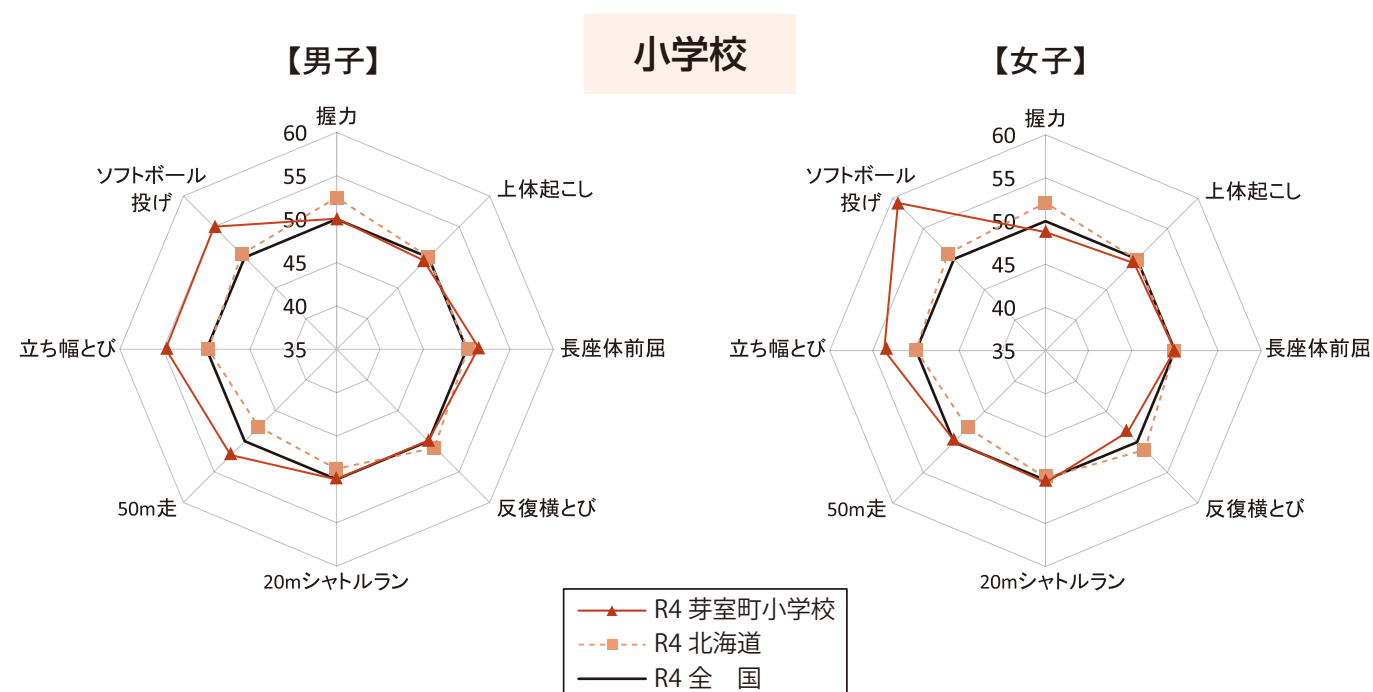 小学校
【男子】
握力
60
55
50
45
40
35
上体起こし
長座体前屈
反復横とび
20mシャトルラン
50m走
立ち幅とび
ソフトボール
投げ
【女子】
握力
60
55
50
45
40
35
上体起こし
長座体前屈
反復横とび
20mシャトルラン
50m走
立ち幅とび
ソフトボール
投げ
R4 芽室町小学校
R4 北海道
R4 全　国